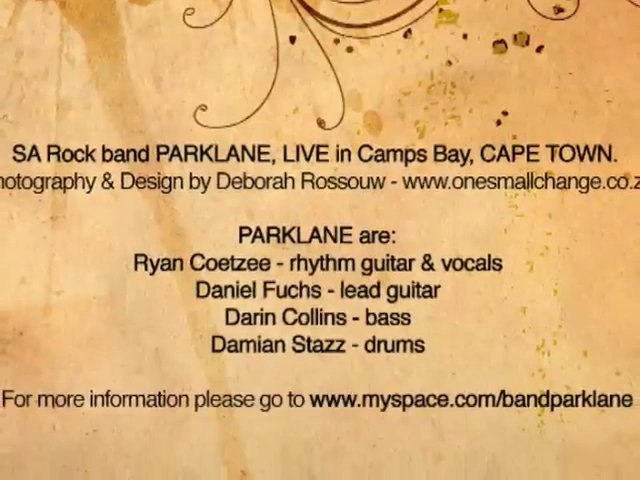 SA Rock band PARKLANE, LIVE in Camps Bay, CAPE TOWN.
hotography & Design by Deborah Rossouw - www.onesmallchange.co.z
PARKLANE are:
Ryan Coetzee - rhythm guitar & vocals
Daniel Fuchs - lead guitar
Darin Collins - bass
Damian Stazz - drums
For more information please go to www.myspace.com/bandparklane